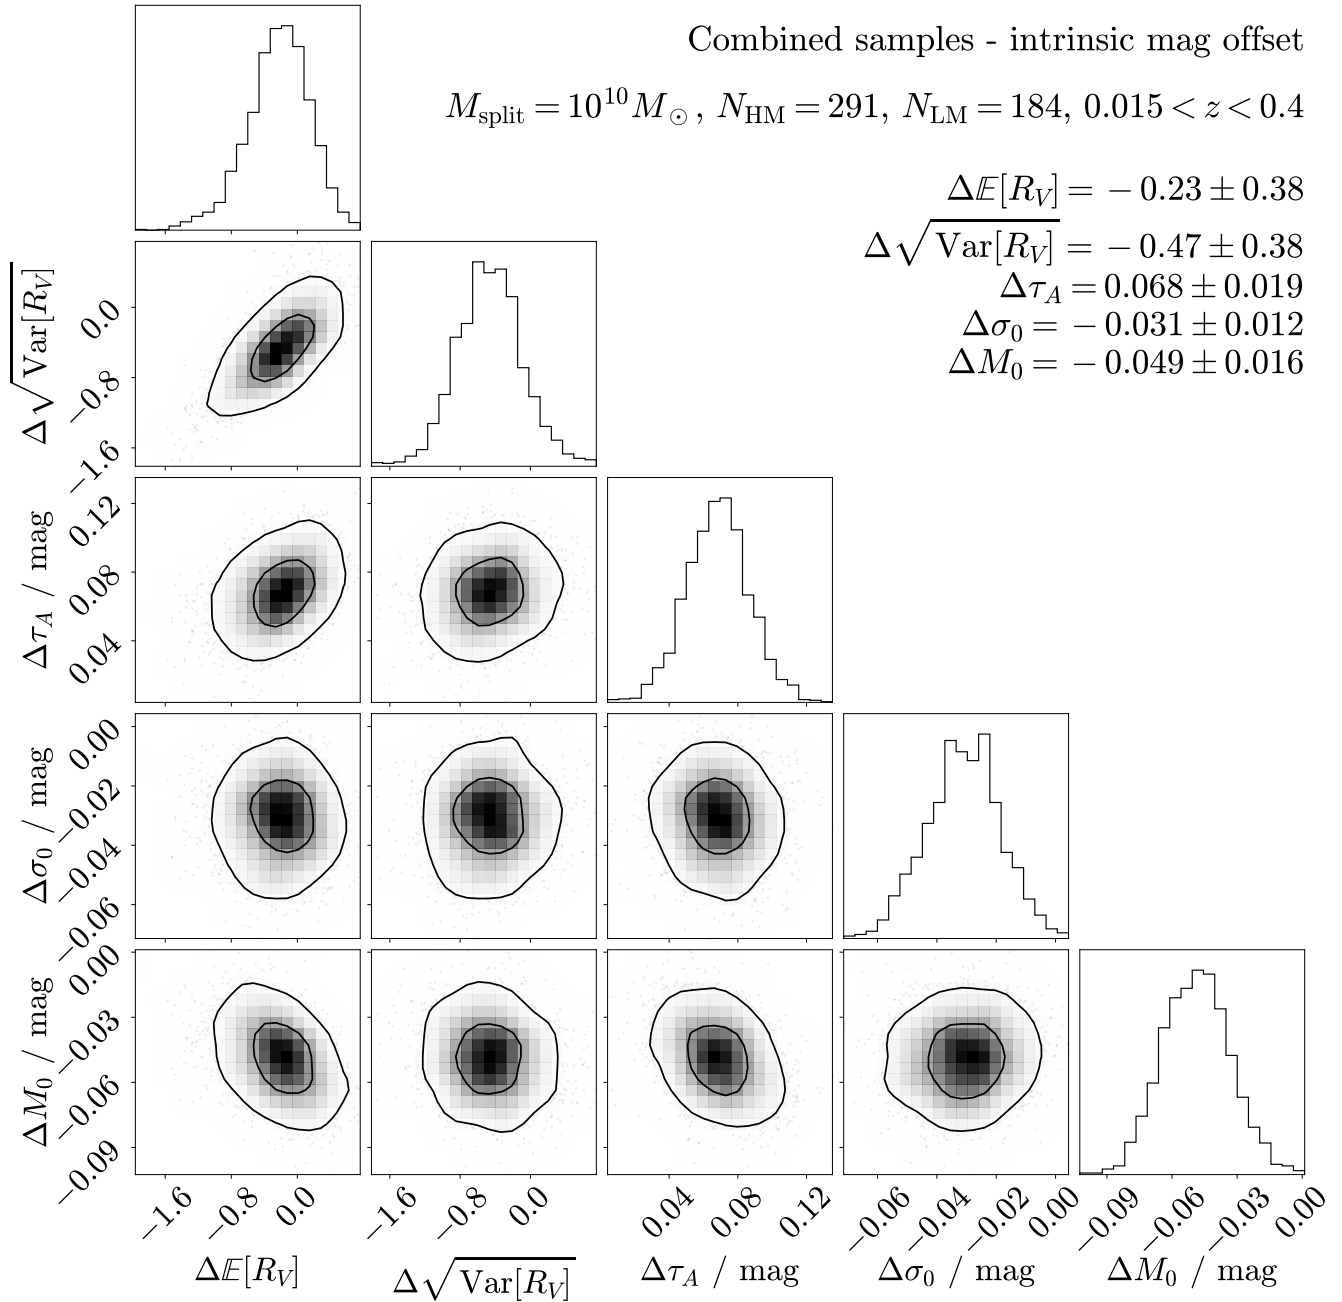 Combined samples - intrinsic mag offset
M_split = 10^10 M_⊙, N_HM = 291, N_LM = 184, 0.015 < z < 0.4
Δ𝔼[R_V] = −0.23 ± 0.38
Δ√Var[R_V] = −0.47 ± 0.38
Δτ_A = 0.068 ± 0.019
Δσ_0 = −0.031 ± 0.012
ΔM_0 = −0.049 ± 0.016
Δ√Var[R_V]
0.0
−0.8
−1.6
Δτ_A / mag
0.12
0.08
0.04
Δσ_0 / mag
0.00
−0.02
−0.04
−0.06
ΔM_0 / mag
0.00
−0.03
−0.06
−0.09
−1.6 −0.8 0.0
−1.6 −0.8 0.0
0.04 0.08 0.12
−0.06 −0.04 −0.02 0.00
−0.09 −0.06 −0.03 0.00
Δ𝔼[R_V]
Δ√Var[R_V]
Δτ_A / mag
Δσ_0 / mag
ΔM_0 / mag